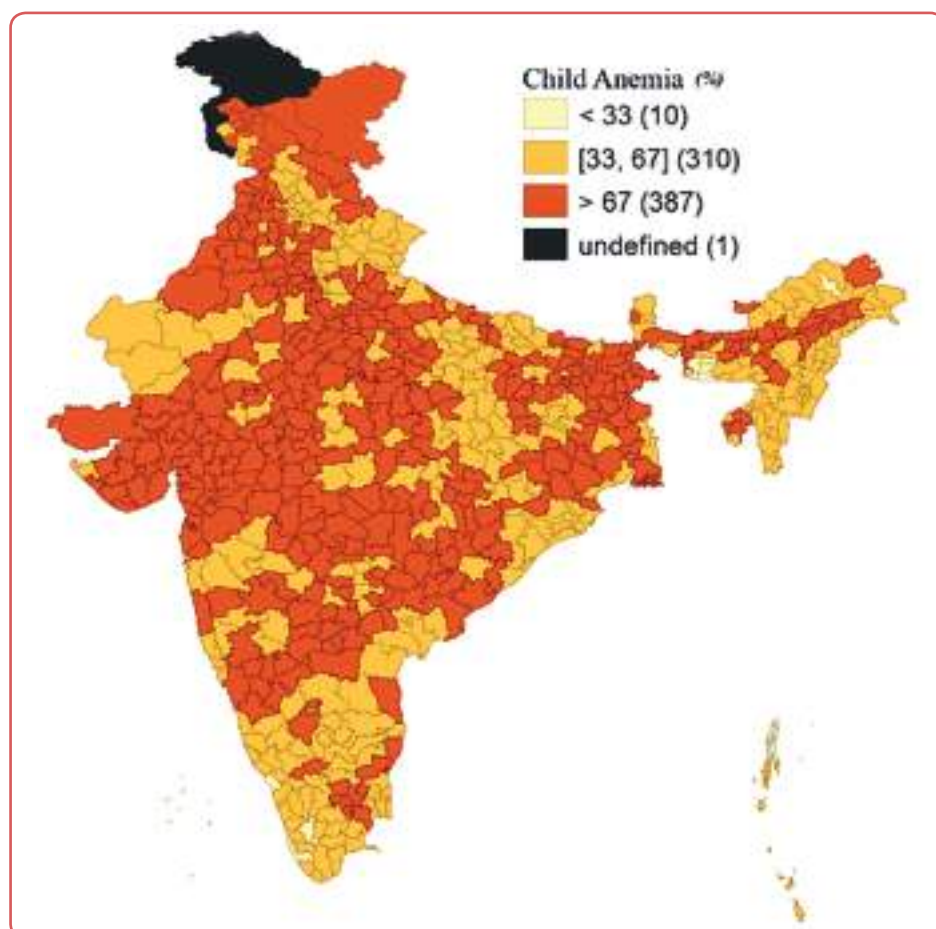 Child Anemia (%)
< 33 (10)
[33, 67] (310)
> 67 (387)
undefined (1)